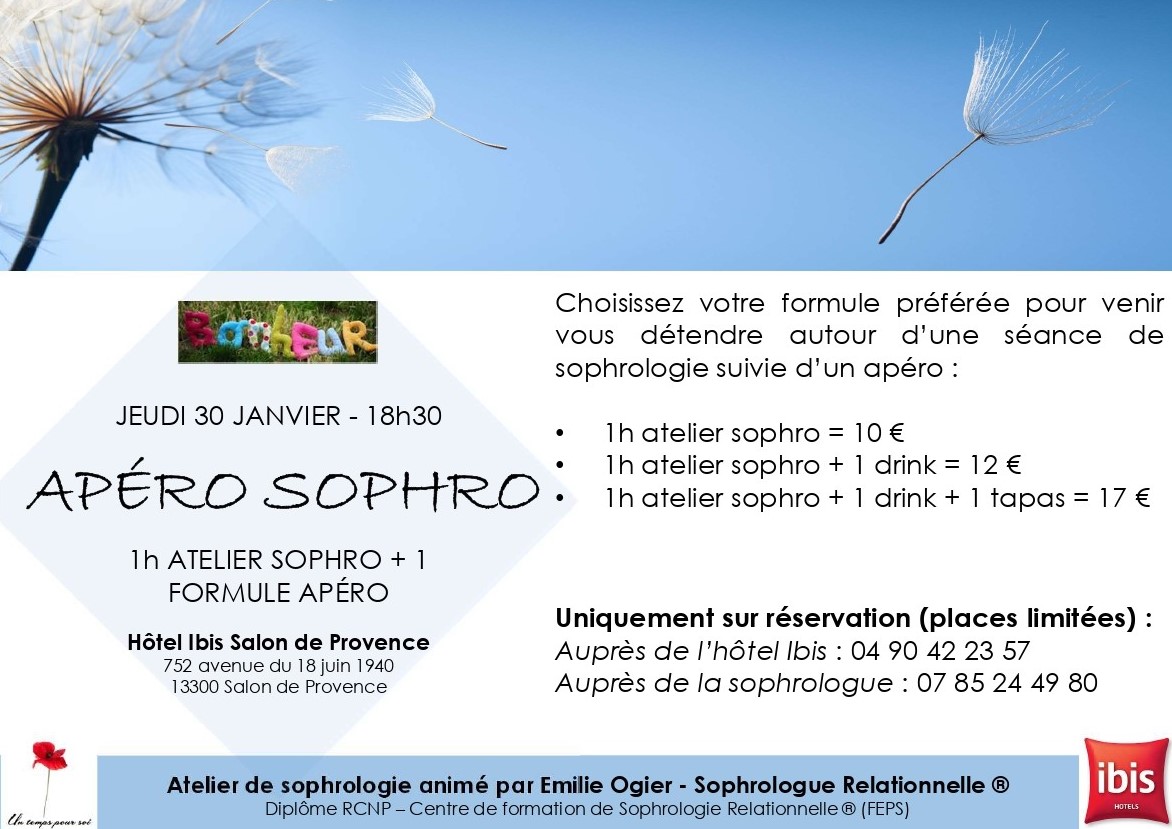 BONHEUR
JEUDI 30 JANVIER - 18h30
APÉRO SOPHRO
1h ATELIER SOPHRO + 1
FORMULE APÉRO
Hôtel Ibis Salon de Provence
752 avenue du 18 juin 1940
13300 Salon de Provence
Choisissez votre formule préférée pour venir
vous détendre autour d’une séance de
sophrologie suivie d’un apéro :
• 1h atelier sophro = 10 €
• 1h atelier sophro + 1 drink = 12 €
• 1h atelier sophro + 1 drink + 1 tapas = 17 €
Uniquement sur réservation (places limitées) :
Auprès de l’hôtel Ibis : 04 90 42 23 57
Auprès de la sophrologue : 07 85 24 49 80
Un temps pour soi
Atelier de sophrologie animé par Emilie Ogier - Sophrologue Relationnelle ®
Diplôme RCNP – Centre de formation de Sophrologie Relationnelle ® (FEPS)
ibis
HOTELS